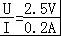 U/I = 2.5V/0.2A